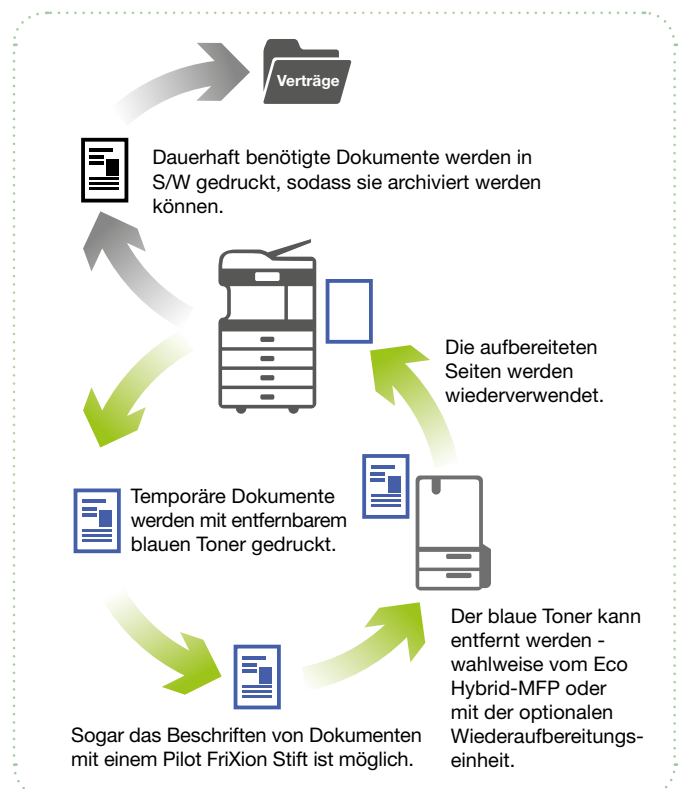 Verträge
Dauerhaft benötigte Dokumente werden in
S/W gedruckt, sodass sie archiviert werden
können.
Die aufbereiteten
Seiten werden
wiederverwendet.
Temporäre Dokumente
werden mit entfernbarem
blauen Toner gedruckt.
Der blaue Toner kann
entfernt werden -
wahlweise vom Eco
Hybrid-MFP oder
mit der optionalen
Wiederaufbereitungs-
einheit.
Sogar das Beschriften von Dokumenten
mit einem Pilot FriXion Stift ist möglich.